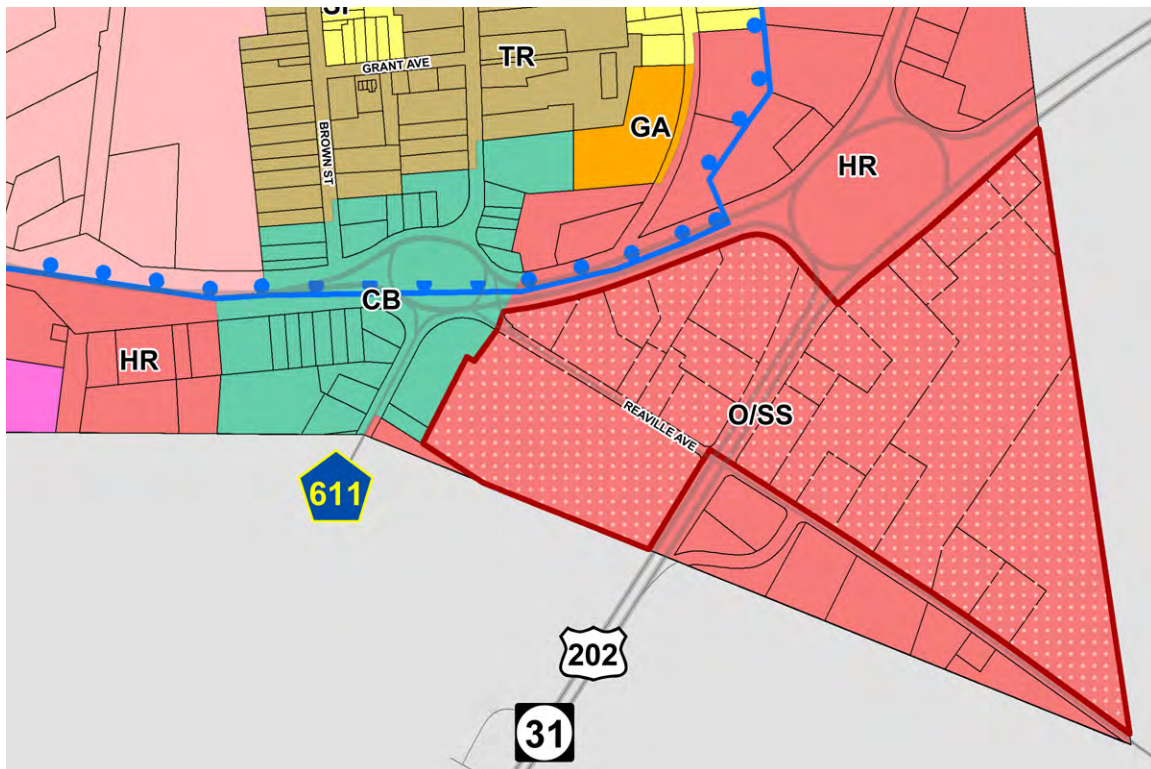 TR
GRANT AVE
BROWN ST
GA
HR
CB
HR
O/SS
REAVILLE AVE
611
202
31